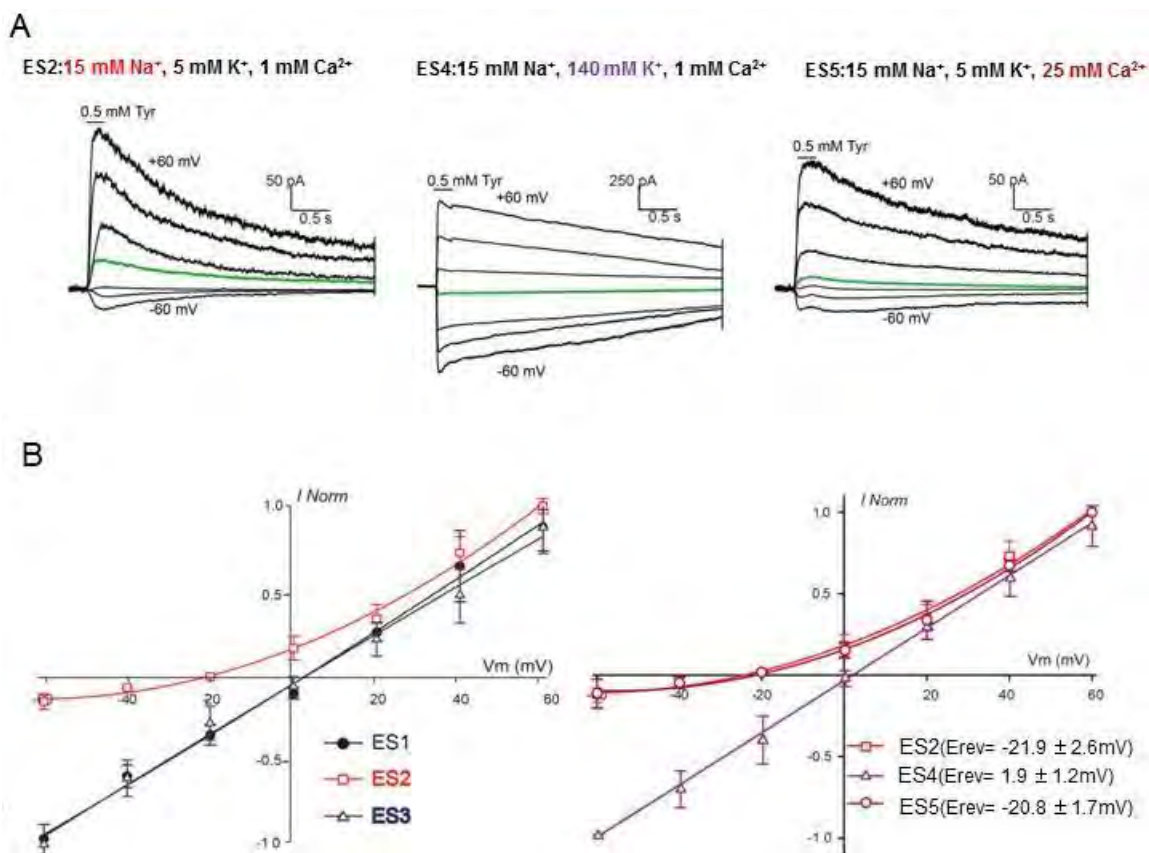 A
ES2:15 mM Na⁺, 5 mM K⁺, 1 mM Ca²⁺
ES4:15 mM Na⁺, 140 mM K⁺, 1 mM Ca²⁺
ES5:15 mM Na⁺, 5 mM K⁺, 25 mM Ca²⁺
0.5 mM Tyr
+60 mV
50 pA
0.5 s
-60 mV
0.5 mM Tyr
+60 mV
250 pA
0.5 s
-60 mV
0.5 mM Tyr
+60 mV
50 pA
0.5 s
-60 mV
B
I Norm
1.0
0.5
Vm (mV)
-40
-20
20
40
60
-0.5
-1.0
ES1
ES2
ES3
I Norm
1.0
0.5
Vm (mV)
-40
-20
20
40
60
-0.5
-1.0
ES2(Erev= -21.9 ± 2.6mV)
ES4(Erev= 1.9 ± 1.2mV)
ES5(Erev= -20.8 ± 1.7mV)